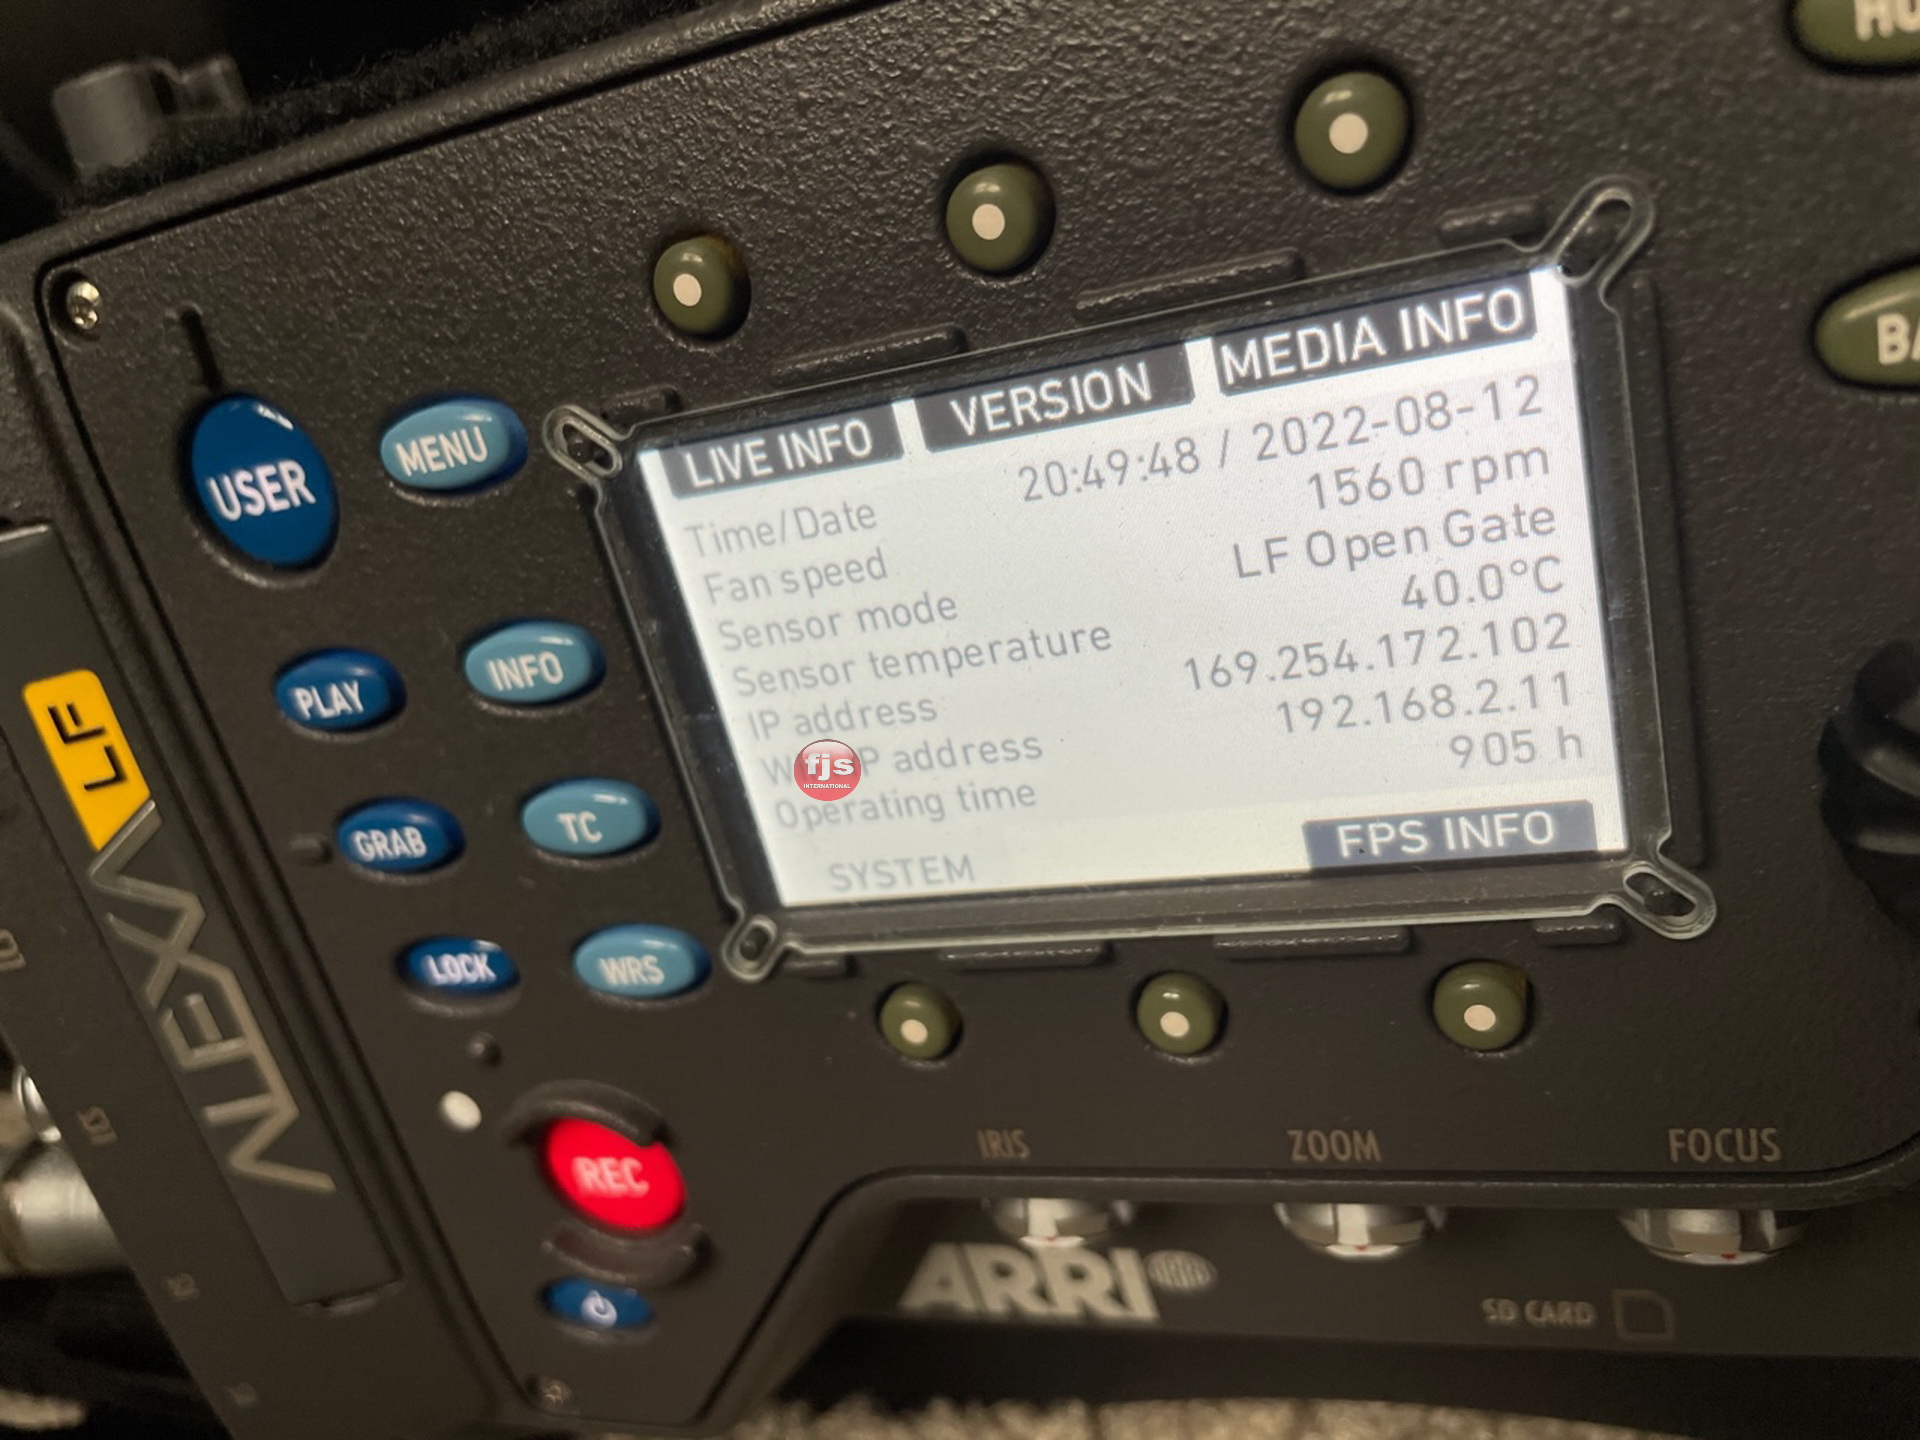 HO
BA
USER
MENU
LIVE INFO VERSION MEDIA INFO
Time/Date 20:49:48 / 2022-08-12
Fan speed 1560 rpm
Sensor mode LF Open Gate
Sensor temperature 40.0°C
IP address 169.254.172.102
W P address 192.168.2.11
Operating time 905 h
SYSTEM FPS INFO
fjs
INTERNATIONAL
PLAY
INFO
GRAB
TC
LOCK
WRS
REC
LF
ALEXA
IRIS ZOOM FOCUS
ARRI
SD CARD